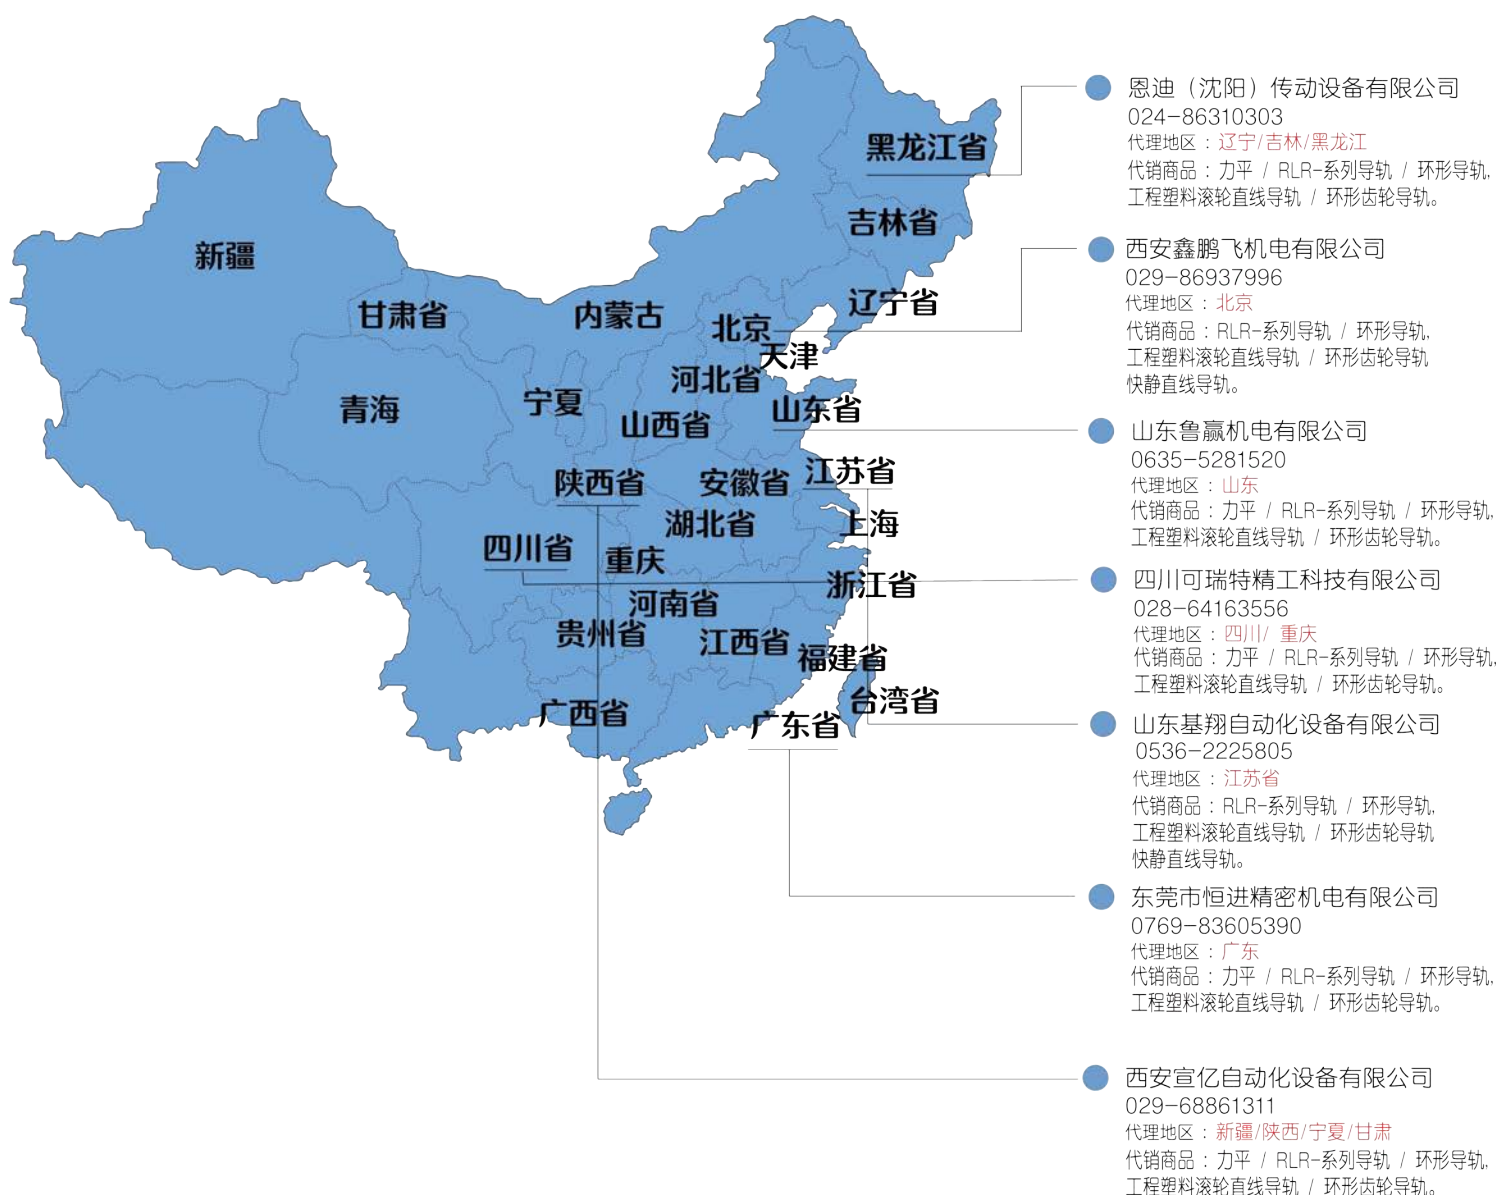 黑龙江省
吉林省
辽宁省
新疆
甘肃省
内蒙古
北京
天津
河北省
青海
宁夏
山西省
山东省
陕西省
安徽省
江苏省
湖北省
上海
四川省
重庆
浙江省
河南省
贵州省
江西省
福建省
台湾省
广西省
广东省
恩迪（沈阳）传动设备有限公司
024-86310303
代理地区：辽宁/吉林/黑龙江
代销商品：力平 / RLR-系列导轨 / 环形导轨,
工程塑料滚轮直线导轨 / 环形齿轮导轨。
西安鑫鹏飞机电有限公司
029-86937996
代理地区：北京
代销商品：RLR-系列导轨 / 环形导轨,
工程塑料滚轮直线导轨 / 环形齿轮导轨
快静直线导轨。
山东鲁赢机电有限公司
0635-5281520
代理地区：山东
代销商品：力平 / RLR-系列导轨 / 环形导轨,
工程塑料滚轮直线导轨 / 环形齿轮导轨。
四川可瑞特精工科技有限公司
028-64163556
代理地区：四川/ 重庆
代销商品：力平 / RLR-系列导轨 / 环形导轨,
工程塑料滚轮直线导轨 / 环形齿轮导轨。
山东基翔自动化设备有限公司
0536-2225805
代理地区：江苏省
代销商品：RLR-系列导轨 / 环形导轨,
工程塑料滚轮直线导轨 / 环形齿轮导轨
快静直线导轨。
东莞市恒进精密机电有限公司
0769-83605390
代理地区：广东
代销商品：力平 / RLR-系列导轨 / 环形导轨,
工程塑料滚轮直线导轨 / 环形齿轮导轨。
西安宣亿自动化设备有限公司
029-68861311
代理地区：新疆/陕西/宁夏/甘肃
代销商品：力平 / RLR-系列导轨 / 环形导轨,
工程塑料滚轮直线导轨 / 环形齿轮导轨。